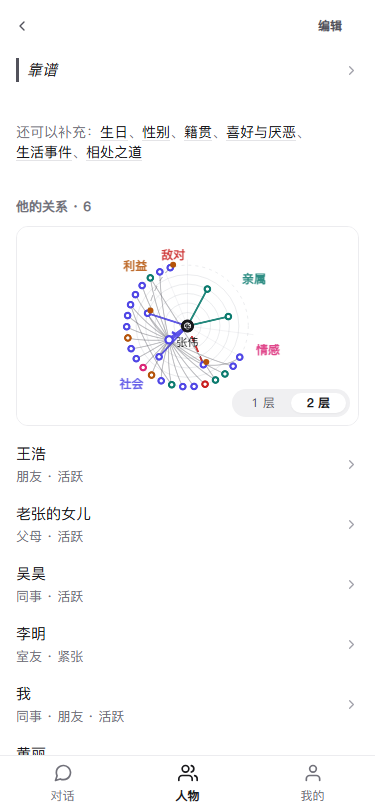 编辑
靠谱
还可以补充：生日、性别、籍贯、喜好与厌恶、
生活事件、相处之道
他的关系 · 6
敌对
利益
亲属
张伟
情感
社会
1 层
2 层
王浩
朋友 · 活跃
老张的女儿
父母 · 活跃
吴昊
同事 · 活跃
李明
室友 · 紧张
我
同事 · 朋友 · 活跃
黄丽
对话
人物
我的